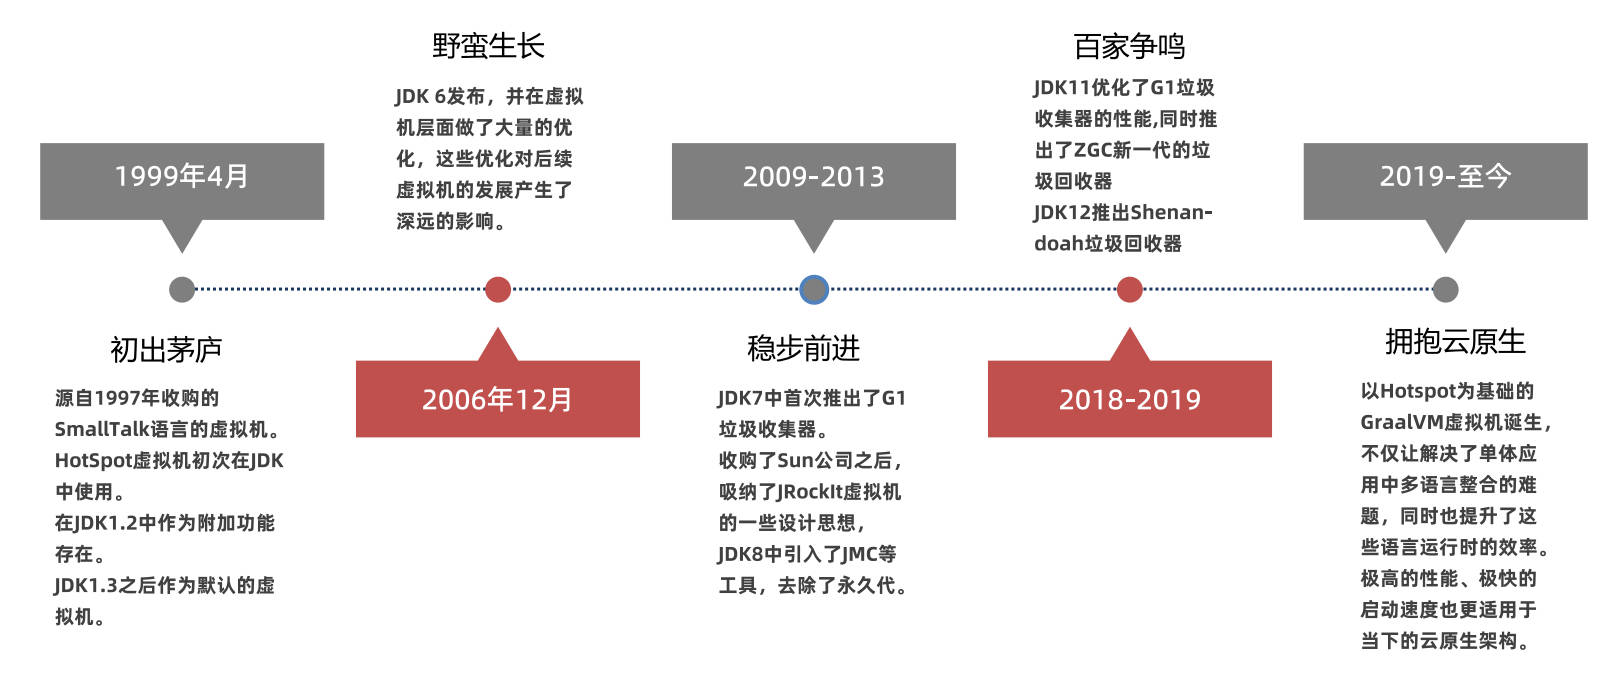 1999年4月
初出茅庐
源自1997年收购的
SmallTalk语言的虚拟机。
HotSpot虚拟机初次在JDK
中使用。
在JDK1.2中作为附加功能
存在。
JDK1.3之后作为默认的虚
拟机。
野蛮生长
JDK 6发布，并在虚拟
机层面做了大量的优
化，这些优化对后续
虚拟机的发展产生了
深远的影响。
2006年12月
2009-2013
稳步前进
JDK7中首次推出了G1
垃圾收集器。
收购了Sun公司之后，
吸纳了JRockIt虚拟机
的一些设计思想，
JDK8中引入了JMC等
工具，去除了永久代。
百家争鸣
JDK11优化了G1垃圾
收集器的性能,同时推
出了ZGC新一代的垃
圾回收器
JDK12推出Shenan-
doah垃圾回收器
2018-2019
2019-至今
拥抱云原生
以Hotspot为基础的
GraalVM虚拟机诞生，
不仅让解决了单体应
用中多语言整合的难
题，同时也提升了这
些语言运行时的效率。
极高的性能、极快的
启动速度也更适用于
当下的云原生架构。